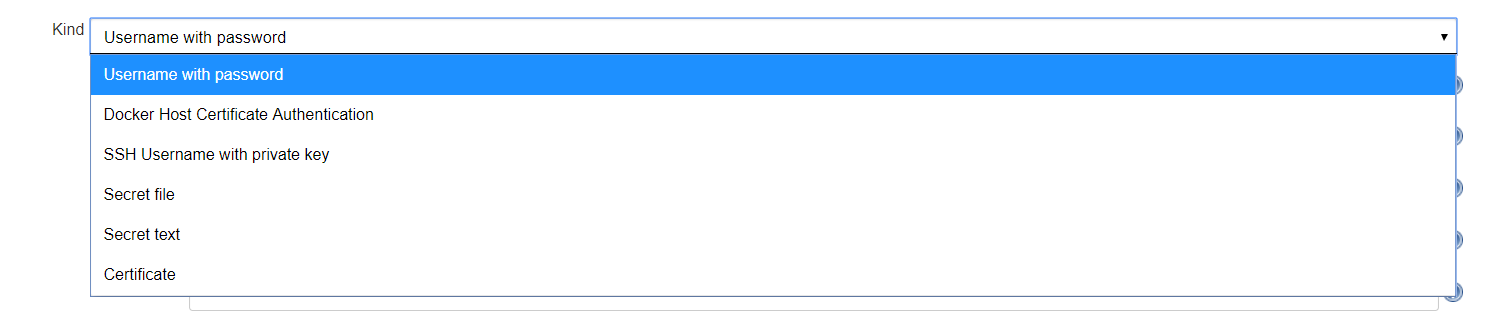 Kind
Username with password
Username with password
Docker Host Certificate Authentication
SSH Username with private key
Secret file
Secret text
Certificate